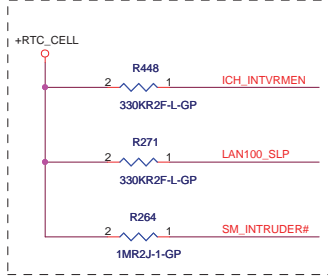 +RTC_CELL
R448
2 1 ICH_INTVRMEN
330KR2F-L-GP
R271
2 1 LAN100_SLP
330KR2F-L-GP
R264
2 1 SM_INTRUDER#
1MR2J-1-GP